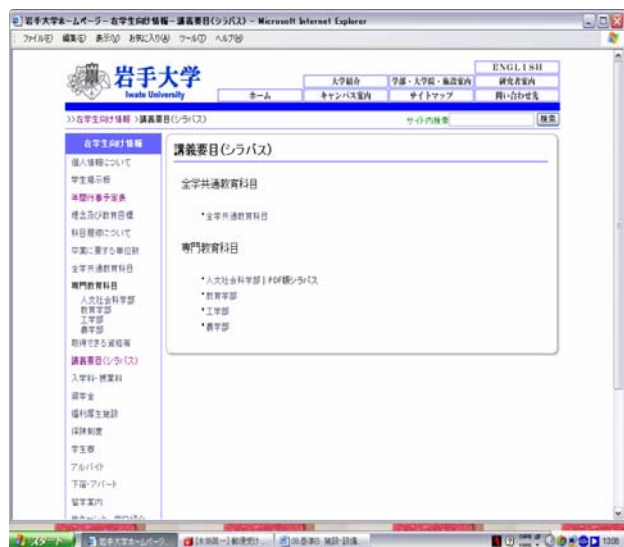 岩手大学ホームページ－在学生向け情報－講義要目(シラバス) - Microsoft Internet Explorer
ファイル(F) 編集(E) 表示(V) お気に入り(A) ツール(T) ヘルプ(H)
岩手大学
Iwate University
ENGLISH
大学紹介 学部・大学院・施設案内 研究者案内
ホーム キャンパス案内 サイトマップ 問い合わせ先
>>在学生向け情報 >講義要目(シラバス)
サイト内検索 検索
在学生向け情報
個人情報について
学生掲示板
年間行事予定表
理念及び教育目標
科目履修について
卒業に要する単位数
全学共通教育科目
専門教育科目
人文社会科学部
教育学部
工学部
農学部
取得できる資格等
講義要目(シラバス)
入学料・授業料
奨学金
福利厚生施設
保険制度
学生寮
アルバイト
下宿・アパート
留学案内
講義要目(シラバス)
全学共通教育科目
・全学共通教育科目
専門教育科目
・人文社会科学部 | PDF版シラバス
・教育学部
・工学部
・農学部
スタート
岩手大学ホームペー
13:08